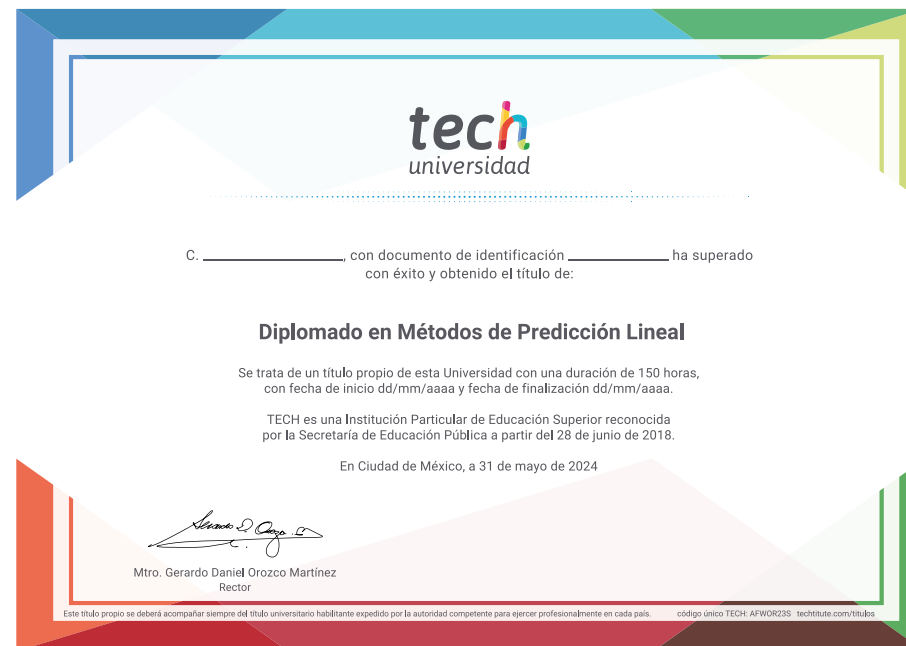 tech
universidad
C. ____________, con documento de identificación ____________ ha superado
con éxito y obtenido el título de:
Diplomado en Métodos de Predicción Lineal
Se trata de un título propio de esta Universidad con una duración de 150 horas,
con fecha de inicio dd/mm/aaaa y fecha de finalización dd/mm/aaaa.
TECH es una Institución Particular de Educación Superior reconocida
por la Secretaría de Educación Pública a partir del 28 de junio de 2018.
En Ciudad de México, a 31 de mayo de 2024
Mtro. Gerardo Daniel Orozco Martínez
Rector
Este título propio se deberá acompañar siempre del título universitario habilitante expedido por la autoridad competente para ejercer profesionalmente en cada país. código único TECH: AFWOR23S techtitute.com/titulos